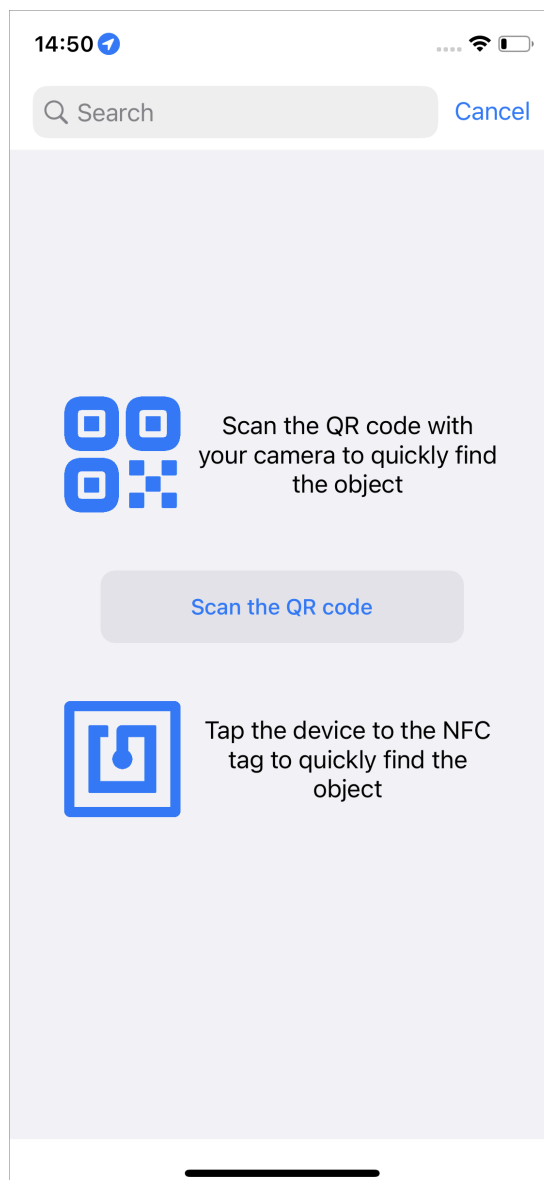 14:50
Search
Cancel
Scan the QR code with
your camera to quickly find
the object
Scan the QR code
Tap the device to the NFC
tag to quickly find the
object